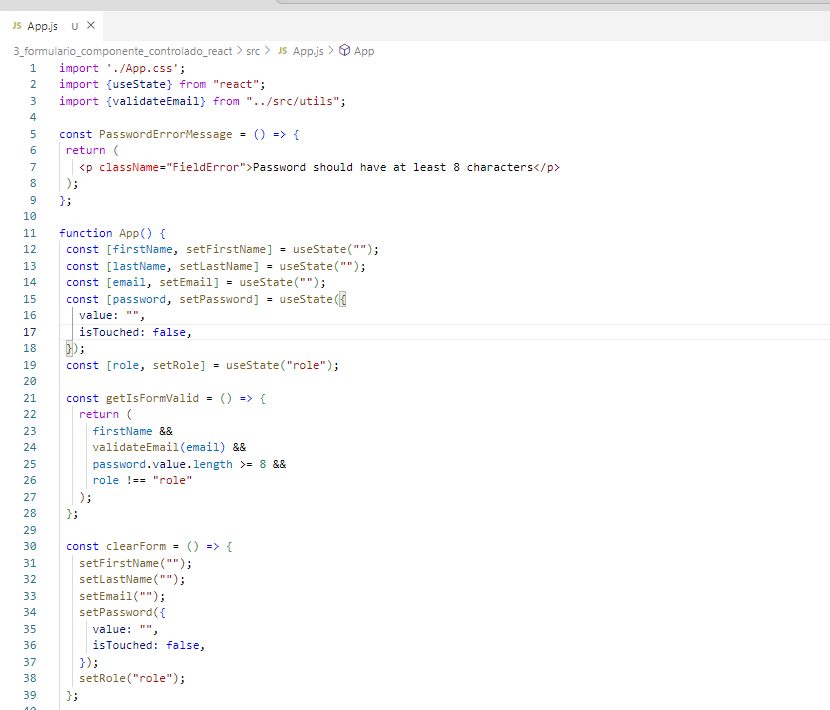 JS App.js U ×
3_formulario_componente_controlado_react > src > JS App.js > App
1 import './App.css';
2 import {useState} from "react";
3 import {validateEmail} from "../src/utils";
4
5 const PasswordErrorMessage = () => {
6 return (
7 <p className="FieldError">Password should have at least 8 characters</p>
8 );
9 };
10
11 function App() {
12 const [firstName, setFirstName] = useState("");
13 const [lastName, setLastName] = useState("");
14 const [email, setEmail] = useState("");
15 const [password, setPassword] = useState({
16 value: "",
17 isTouched: false,
18 });
19 const [role, setRole] = useState("role");
20
21 const getIsFormValid = () => {
22 return (
23 firstName &&
24 validateEmail(email) &&
25 password.value.length >= 8 &&
26 role !== "role"
27 );
28 };
29
30 const clearForm = () => {
31 setFirstName("");
32 setLastName("");
33 setEmail("");
34 setPassword({
35 value: "",
36 isTouched: false,
37 });
38 setRole("role");
39 };